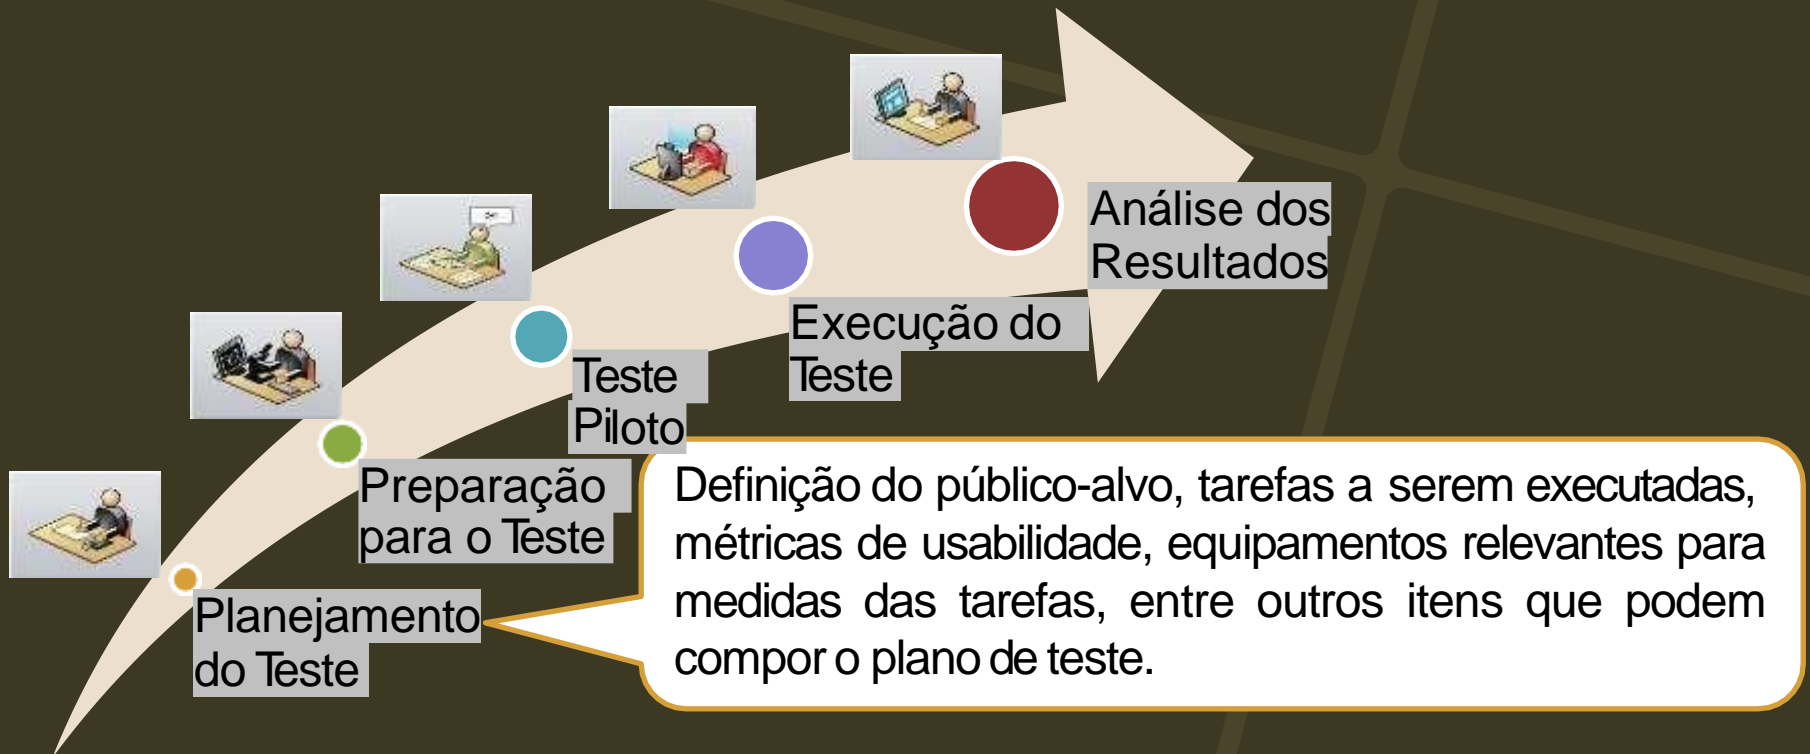 Análise dos
Resultados
Execução do
Teste
Teste
Piloto
Preparação
para o Teste
Planejamento
do Teste
Definição do público-alvo, tarefas a serem executadas,
métricas de usabilidade, equipamentos relevantes para
medidas das tarefas, entre outros itens que podem
compor o plano de teste.